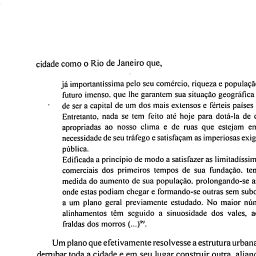 cidade como o Rio de Janeiro que,
já importantíssima pelo seu comércio, riqueza e população
futuro imenso, que lhe garantem sua situação geográfica
de ser a capital de um dos mais extensos e férteis países
Entretanto, nada se tem feito até hoje para dotá-la de
apropriadas ao nosso clima e de ruas que estejam em
necessidade de seu tráfego e satisfaçam as imperiosas
pública.
Edificada a princípio de modo a satisfazer as
comerciais dos primeiros tempos de sua fundação,
medida do aumento de sua população, prolongando-se
onde estas podiam chegar e formando-se outras sem
a um plano geral previamente estudado. No maior
alinhamentos têm seguido a sinuosidade dos vales,
fraldas dos morros (...)
Um plano que efetivamente resolvesse a estrutura urbana
derrubar toda a cidade e em seu lugar construir outra,